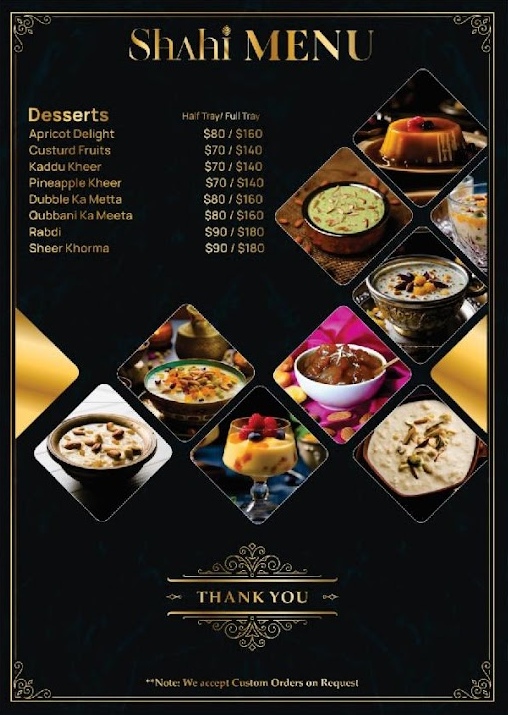 Shahi MENU
Desserts Half Tray/ Full Tray
Apricot Delight $80 / $160
Custurd Fruits $70 / $140
Kaddu Kheer $70 / $140
Pineapple Kheer $70 / $140
Dubble Ka Metta $80 / $160
Qubbani Ka Meeta $80 / $160
Rabdi $90 / $180
Sheer Khorma $90 / $180
THANK YOU
**Note: We accept Custom Orders on Request